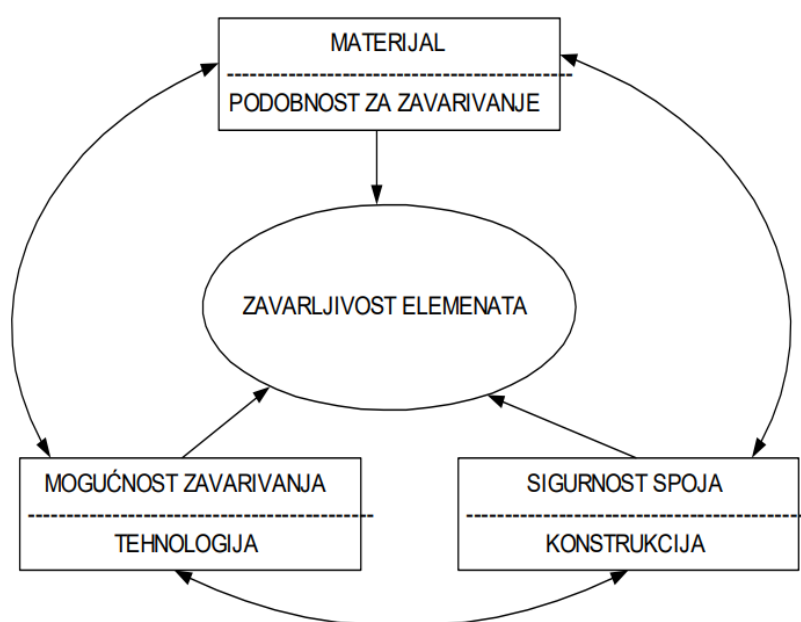 MATERIJAL
PODOBNOST ZA ZAVARIVANJE
ZAVARLJIVOST ELEMENATA
MOGUĆNOST ZAVARIVANJA
TEHNOLOGIJA
SIGURNOST SPOJA
KONSTRUKCIJA